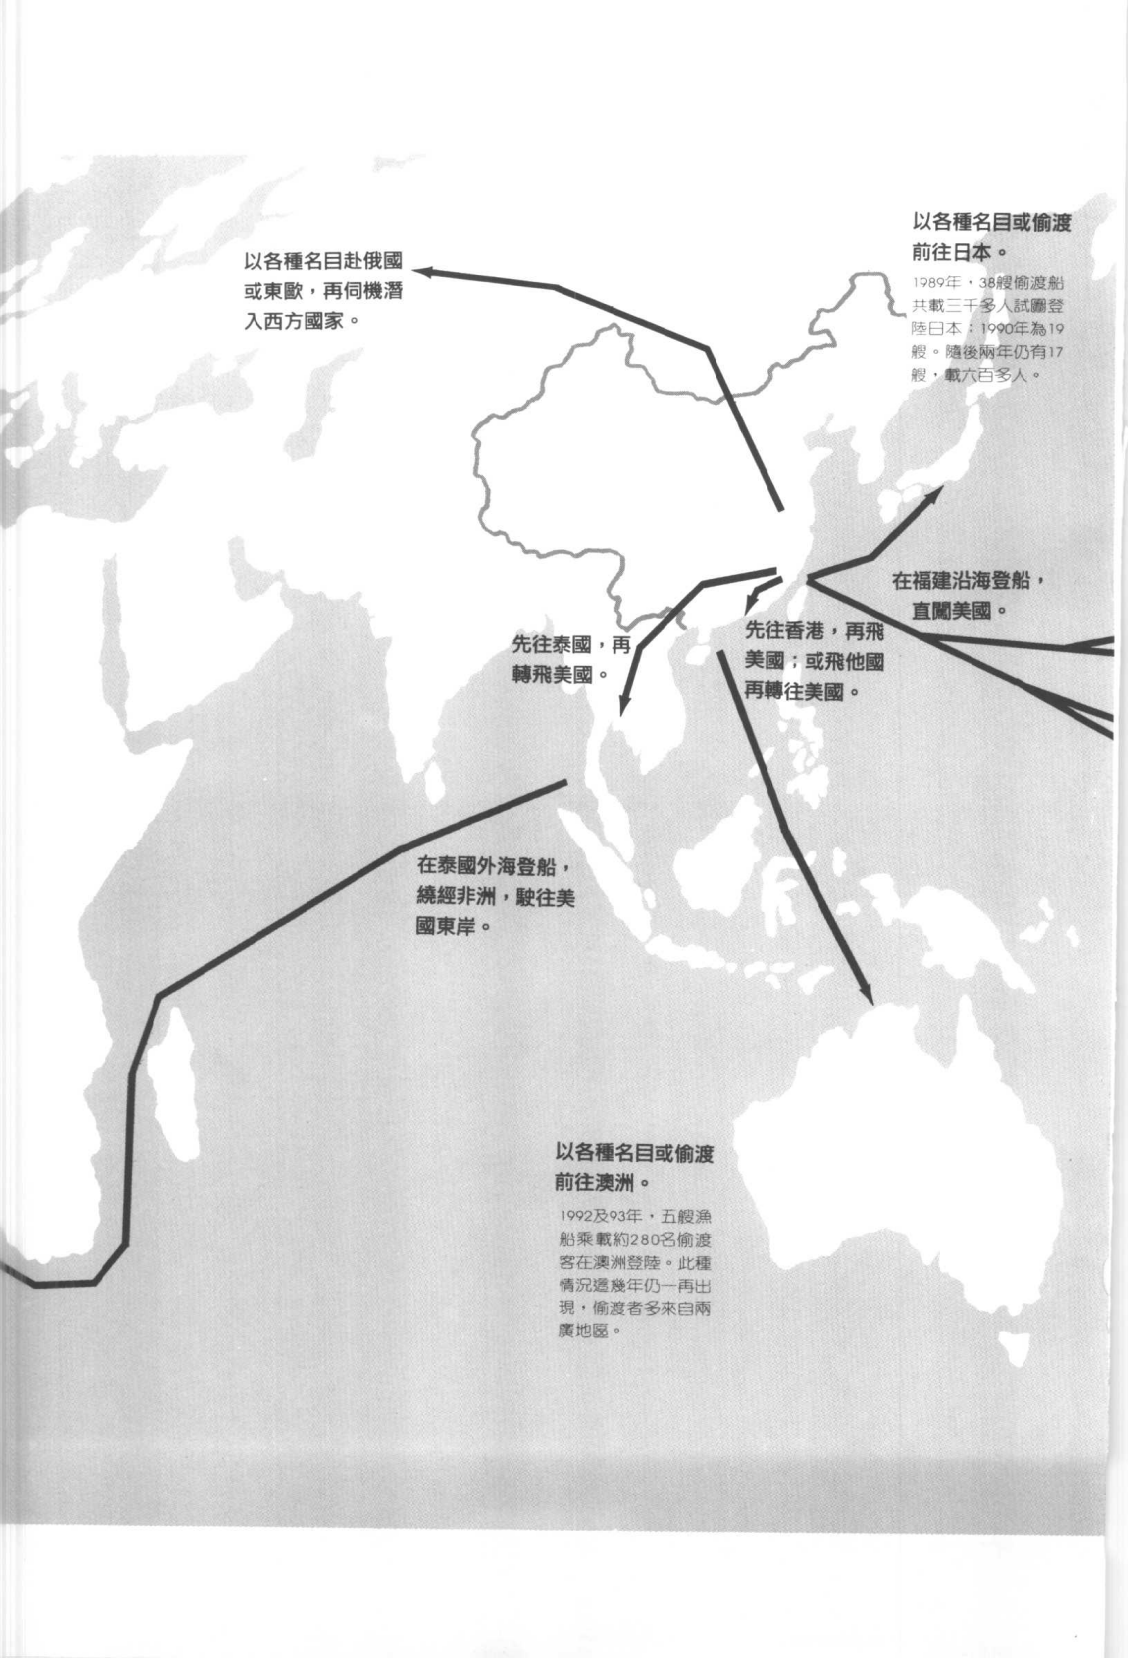 以各種名目或偷渡
前往日本。
1989年，38艘偷渡船
共載三千多人試圖登
陸日本；1990年為19
艘。隨後兩年仍有17
艘，載六百多人。
以各種名目赴俄國
或東歐，再伺機潛
入西方國家。
在福建沿海登船，
直闖美國。
先往泰國，再
轉飛美國。
先往香港，再飛
美國；或飛他國
再轉往美國。
在泰國外海登船，
繞經非洲，駛往美
國東岸。
以各種名目或偷渡
前往澳洲。
1992及93年，五艘漁
船乘載約280名偷渡
客在澳洲登陸。此種
情況這幾年仍一再出
現，偷渡者多來自兩
廣地區。